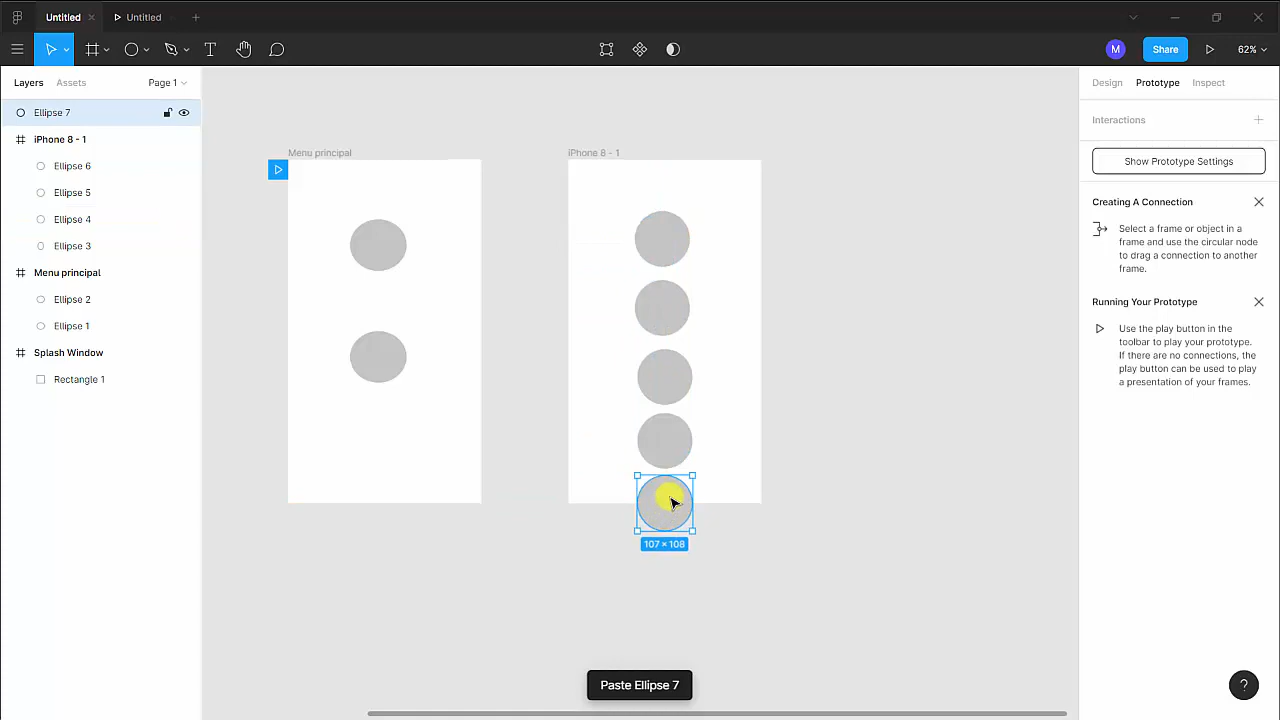 Untitled
Untitled
M
Share
62%
Layers
Assets
Page 1
Design
Prototype
Inspect
Ellipse 7
iPhone 8 - 1
Ellipse 6
Ellipse 5
Ellipse 4
Ellipse 3
Menu principal
Ellipse 2
Ellipse 1
Splash Window
Rectangle 1
Menu principal
iPhone 8 - 1
107 × 108
Paste Ellipse 7
Interactions
Show Prototype Settings
Creating A Connection
Select a frame or object in a
frame and use the circular node
to drag a connection to another
frame.
Running Your Prototype
Use the play button in the
toolbar to play your prototype.
If there are no connections, the
play button can be used to play
a presentation of your frames.
?